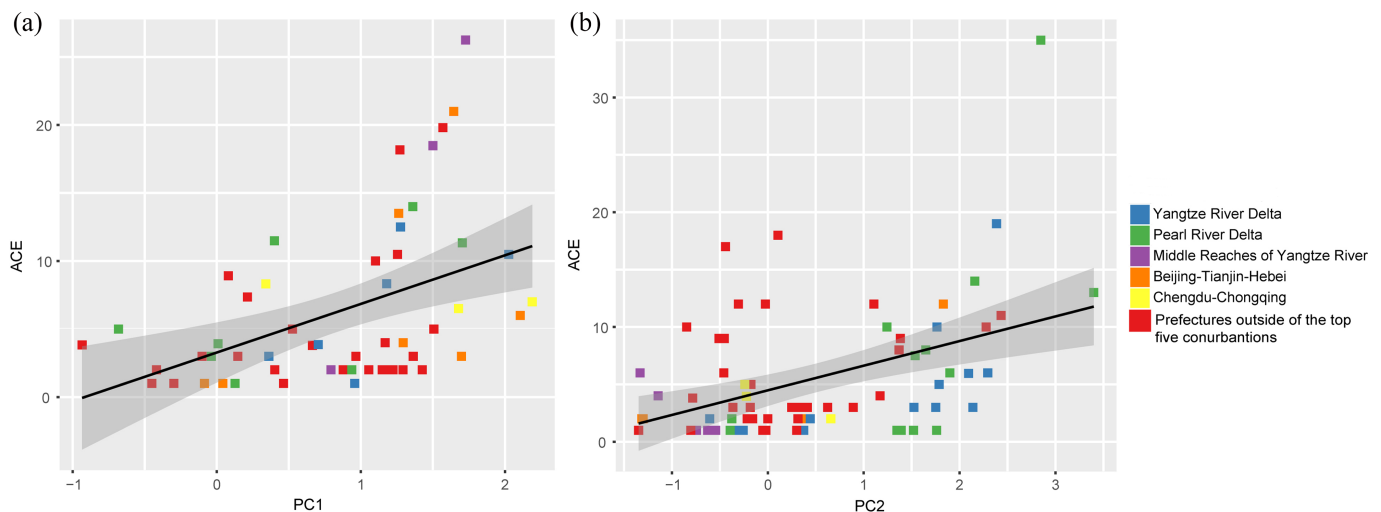 (a)
ACE
20
10
0
−1
0
1
2
PC1
(b)
ACE
30
20
10
0
−1
0
1
2
3
PC2
Yangtze River Delta
Pearl River Delta
Middle Reaches of Yangtze River
Beijing-Tianjin-Hebei
Chengdu-Chongqing
Prefectures outside of the top
five conurbantions